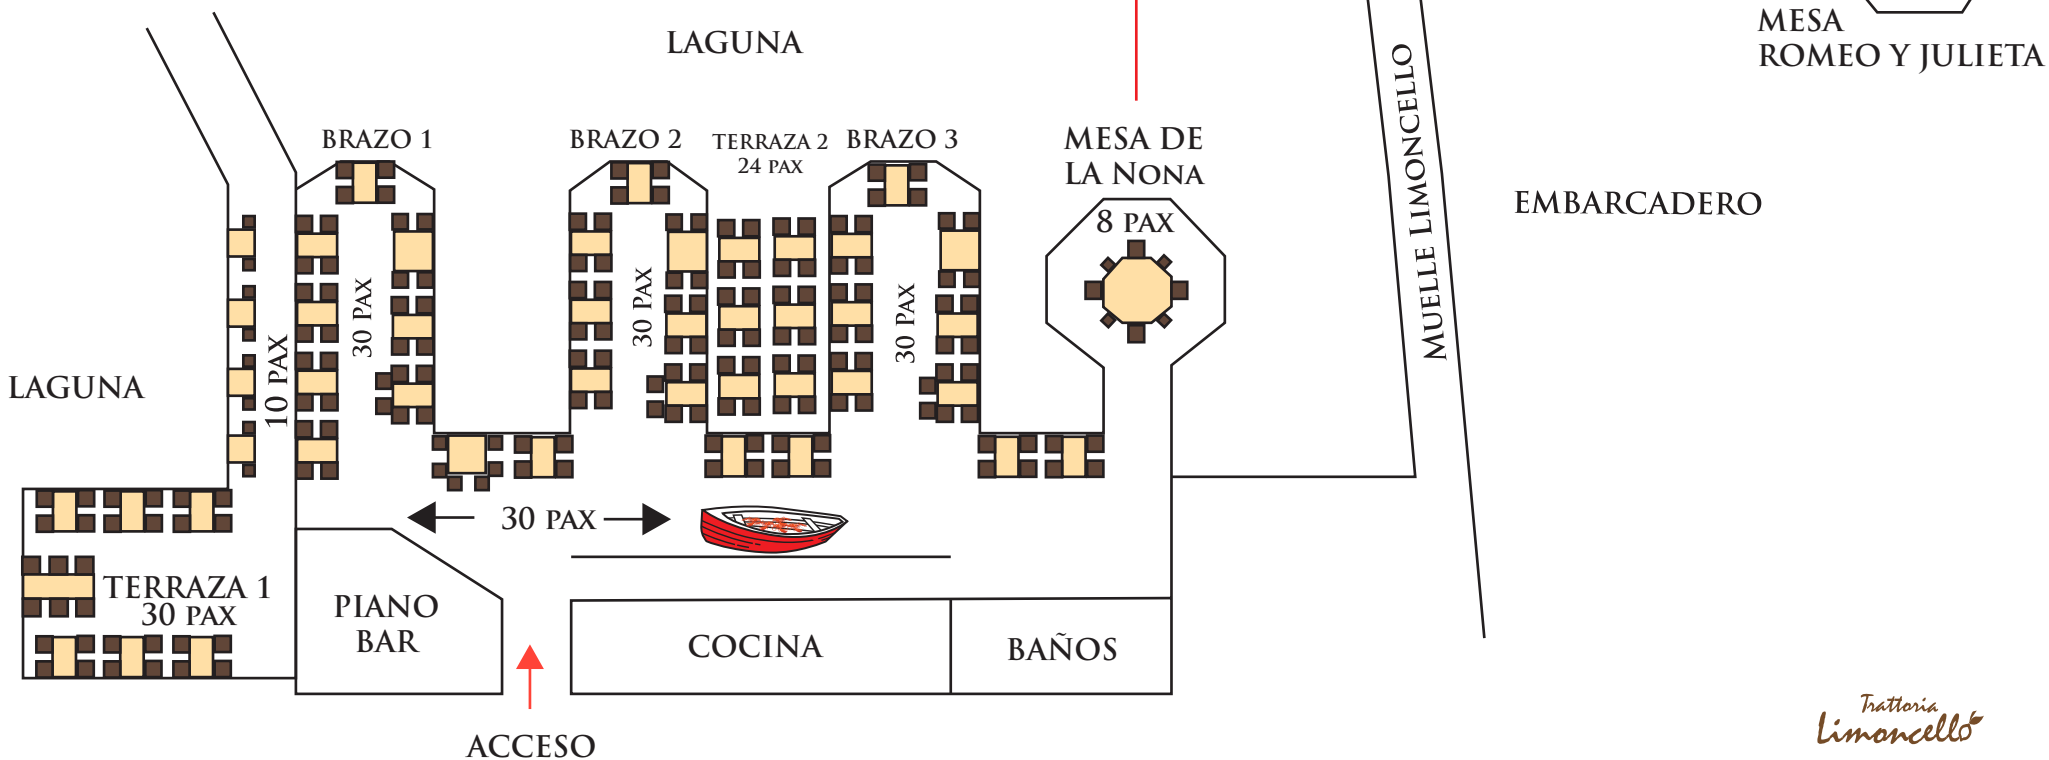 MESA
ROMEO Y JULIETA
LAGUNA
MUELLE LIMONCELLO
BRAZO 1
BRAZO 2
TERRAZA 2
24 PAX
BRAZO 3
MESA DE
LA NONA
8 PAX
EMBARCADERO
30 PAX
30 PAX
30 PAX
10 PAX
LAGUNA
30 PAX
TERRAZA 1
30 PAX
PIANO
BAR
COCINA
BAÑOS
ACCESO
Trattoria
Limoncello